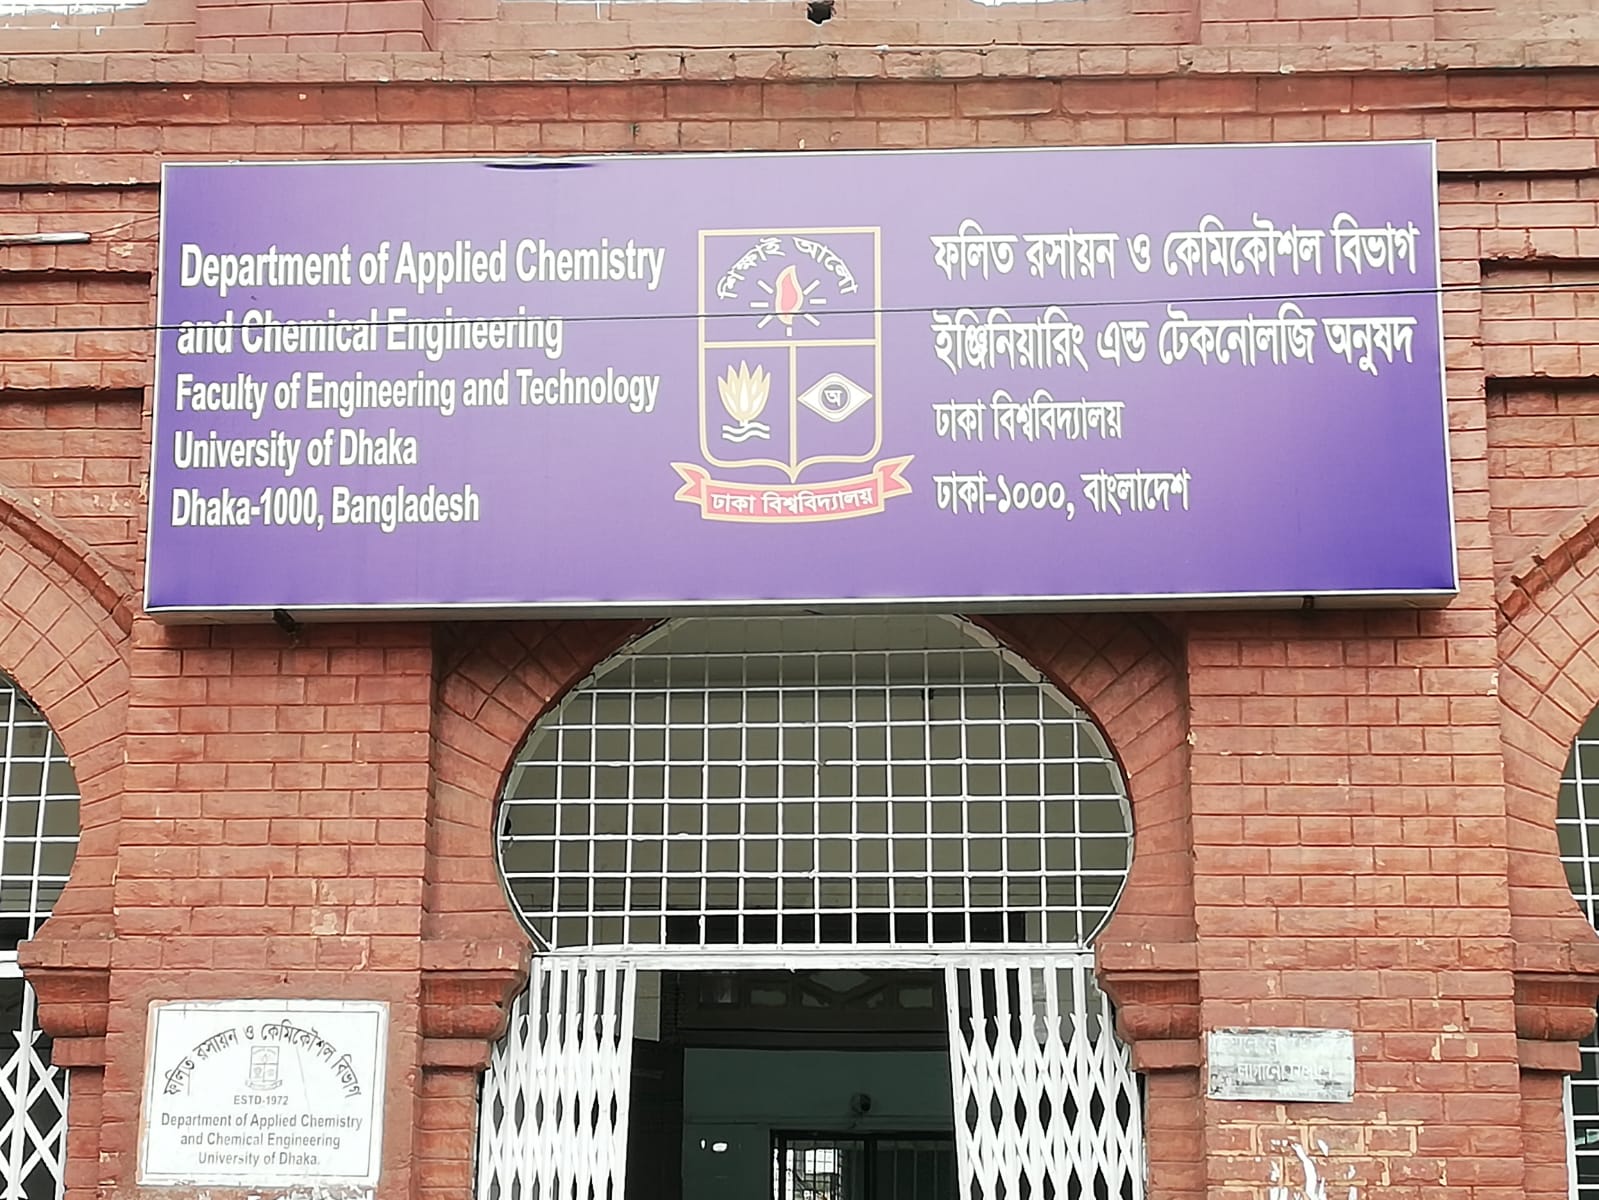 Department of Applied Chemistry
and Chemical Engineering
Faculty of Engineering and Technology
University of Dhaka
Dhaka-1000, Bangladesh
শিক্ষাই আলো
অ
ঢাকা বিশ্ববিদ্যালয়
ফলিত রসায়ন ও কেমিকৌশল বিভাগ
ইঞ্জিনিয়ারিং এন্ড টেকনোলজি অনুষদ
ঢাকা বিশ্ববিদ্যালয়
ঢাকা-১০০০, বাংলাদেশ
ফলিত রসায়ন ও কেমিকৌশল বিভাগ
ESTD-1972
Department of Applied Chemistry
and Chemical Engineering
University of Dhaka.